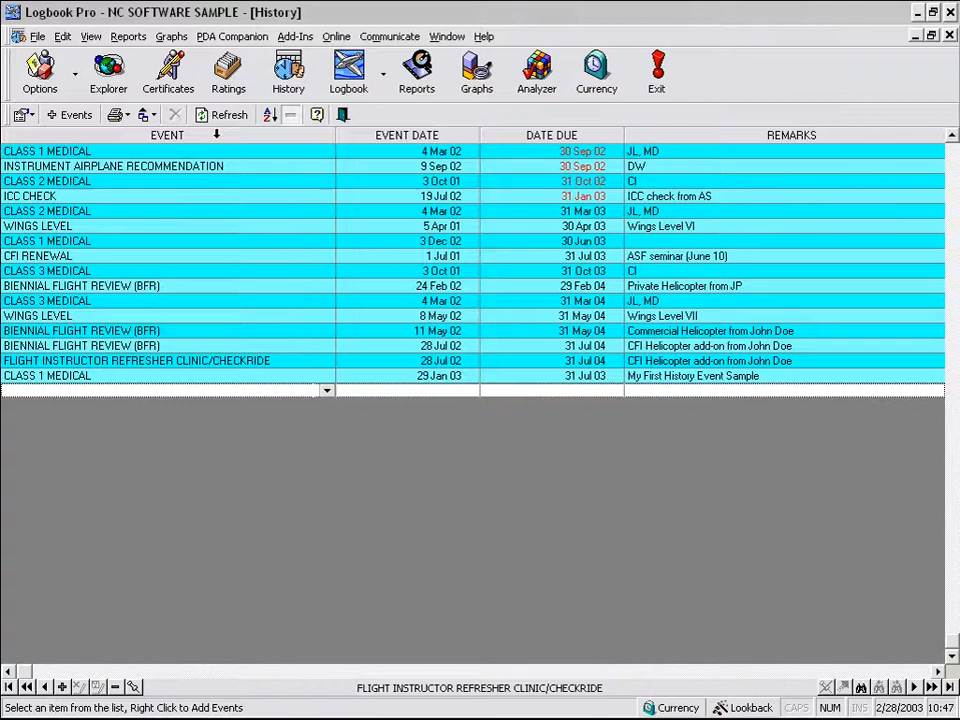 Logbook Pro - NC SOFTWARE SAMPLE - [History]
File Edit View Reports Graphs PDA Companion Add-Ins Online Communicate Window Help
Options Explorer Certificates Ratings History Logbook Reports Graphs Analyzer Currency Exit
Events Refresh
EVENT EVENT DATE DATE DUE REMARKS
CLASS 1 MEDICAL 4 Mar 02 30 Sep 02 JL, MD
INSTRUMENT AIRPLANE RECOMMENDATION 9 Sep 02 30 Sep 02 DW
CLASS 2 MEDICAL 3 Oct 01 31 Oct 02 CI
ICC CHECK 19 Jul 02 31 Jan 03 ICC check from AS
CLASS 2 MEDICAL 4 Mar 02 31 Mar 03 JL, MD
WINGS LEVEL 5 Apr 01 30 Apr 03 Wings Level VI
CLASS 1 MEDICAL 3 Dec 02 30 Jun 03
CFI RENEWAL 1 Jul 01 31 Jul 03 ASF seminar (June 10)
CLASS 3 MEDICAL 3 Oct 01 31 Oct 03 CI
BIENNIAL FLIGHT REVIEW (BFR) 24 Feb 02 29 Feb 04 Private Helicopter from JP
CLASS 3 MEDICAL 4 Mar 02 31 Mar 04 JL, MD
WINGS LEVEL 8 May 02 31 May 04 Wings Level VII
BIENNIAL FLIGHT REVIEW (BFR) 11 May 02 31 May 04 Commercial Helicopter from John Doe
BIENNIAL FLIGHT REVIEW (BFR) 28 Jul 02 31 Jul 04 CFI Helicopter add-on from John Doe
FLIGHT INSTRUCTOR REFRESHER CLINIC/CHECKRIDE 28 Jul 02 31 Jul 04 CFI Helicopter add-on from John Doe
CLASS 1 MEDICAL 29 Jan 03 31 Jul 03 My First History Event Sample
FLIGHT INSTRUCTOR REFRESHER CLINIC/CHECKRIDE
Select an item from the list, Right Click to Add Events Currency Lookback CAPS NUM INS 2/28/2003 10:47